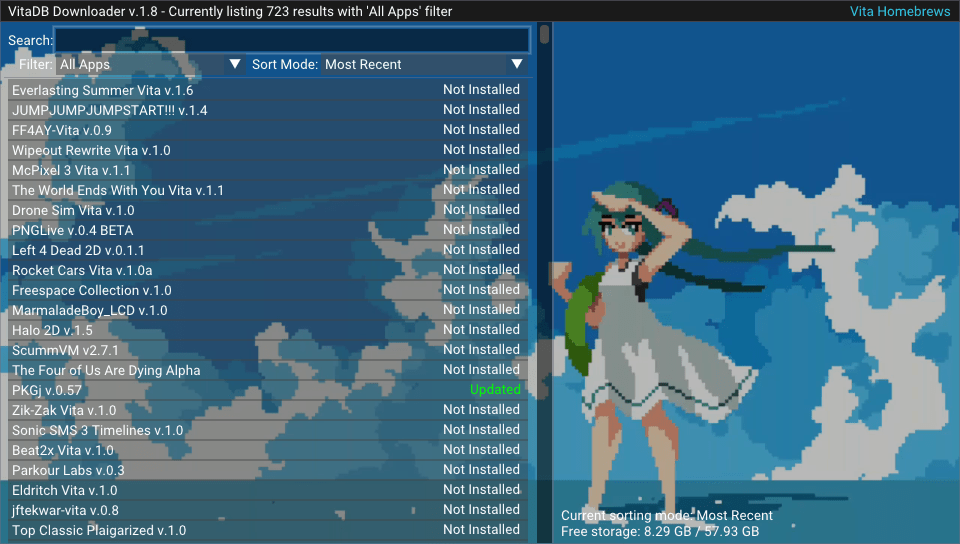 VitaDB Downloader v.1.8 - Currently listing 723 results with 'All Apps' filter Vita Homebrews
Search:
Filter: All Apps Sort Mode: Most Recent
Everlasting Summer Vita v.1.6 Not Installed
JUMPJUMPJUMPSTART!!! v.1.4 Not Installed
FF4AY-Vita v.0.9 Not Installed
Wipeout Rewrite Vita v.1.0 Not Installed
McPixel 3 Vita v.1.1 Not Installed
The World Ends With You Vita v.1.1 Not Installed
Drone Sim Vita v.1.0 Not Installed
PNGLive v.0.4 BETA Not Installed
Left 4 Dead 2D v.0.1.1 Not Installed
Rocket Cars Vita v.1.0a Not Installed
Freespace Collection v.1.0 Not Installed
MarmaladeBoy_LCD v.1.0 Not Installed
Halo 2D v.1.5 Not Installed
ScummVM v2.7.1 Not Installed
The Four of Us Are Dying Alpha Not Installed
PKGj v.0.57 Updated
Zik-Zak Vita v.1.0 Not Installed
Sonic SMS 3 Timelines v.1.0 Not Installed
Beat2x Vita v.1.0 Not Installed
Parkour Labs v.0.3 Not Installed
Eldritch Vita v.1.0 Not Installed
jftekwar-vita v.0.8 Not Installed
Top Classic Plaigarized v.1.0 Not Installed
Current sorting mode: Most Recent
Free storage: 8.29 GB / 57.93 GB